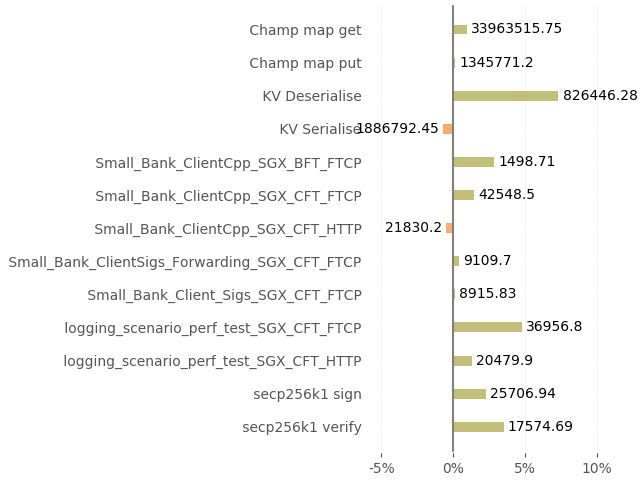 Champ map get 33963515.75
Champ map put 1345771.2
KV Deserialise 826446.28
KV Serialise 1886792.45
Small_Bank_ClientCpp_SGX_BFT_FTCP 1498.71
Small_Bank_ClientCpp_SGX_CFT_FTCP 42548.5
Small_Bank_ClientCpp_SGX_CFT_HTTP 21830.2
Small_Bank_ClientSigs_Forwarding_SGX_CFT_FTCP 9109.7
Small_Bank_Client_Sigs_SGX_CFT_FTCP 8915.83
logging_scenario_perf_test_SGX_CFT_FTCP 36956.8
logging_scenario_perf_test_SGX_CFT_HTTP 20479.9
secp256k1 sign 25706.94
secp256k1 verify 17574.69
-5% 0% 5% 10%